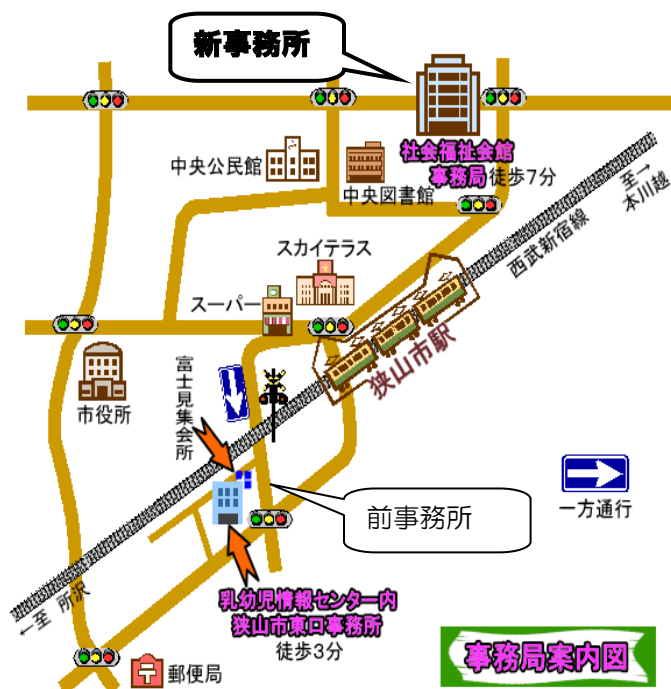 新事務所
社会福祉会館
事務局 徒歩7分
中央公民館
中央図書館
至→
本川越
西武新宿線
スカイテラス
スーパー
狭山市駅
市役所
富士見集会所
一方通行
前事務所
←至 所沢
乳幼児情報センター内
狭山市東口事務所
徒歩3分
郵便局
事務局案内図